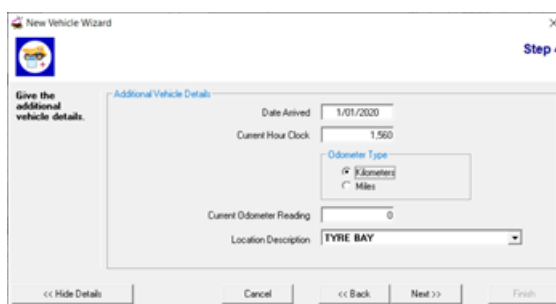 New Vehicle Wizard
Step 4
Give the
additional
vehicle details.
Additional Vehicle Details
Date Arrived 1/01/2020
Current Hour Clock 1,560
Odometer Type
Kilometers
Miles
Current Odometer Reading 0
Location Description TYRE BAY
<< Hide Details Cancel << Back Next >> Finish